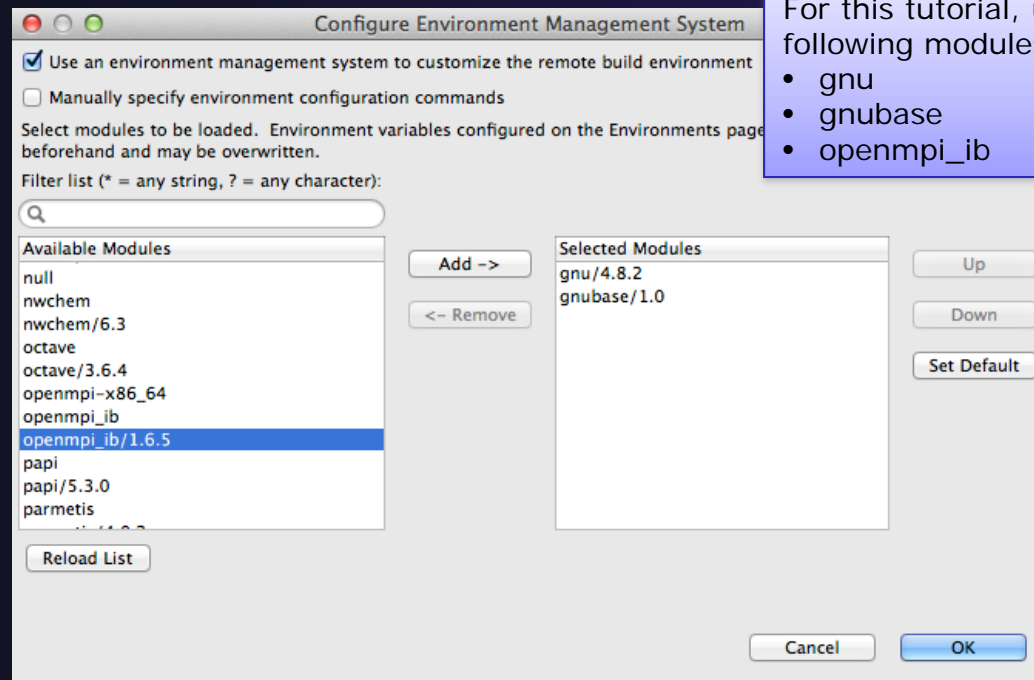 Configure Environment Management System
For this tutorial,
following module
• gnu
• gnubase
• openmpi_ib
Use an environment management system to customize the remote build environment
Manually specify environment configuration commands
Select modules to be loaded. Environment variables configured on the Environments page
beforehand and may be overwritten.
Filter list (* = any string, ? = any character):
Available Modules
null
nwchem
nwchem/6.3
octave
octave/3.6.4
openmpi-x86_64
openmpi_ib
openmpi_ib/1.6.5
papi
papi/5.3.0
parmetis
Reload List
Add ->
<- Remove
Selected Modules
gnu/4.8.2
gnubase/1.0
Up
Down
Set Default
Cancel
OK